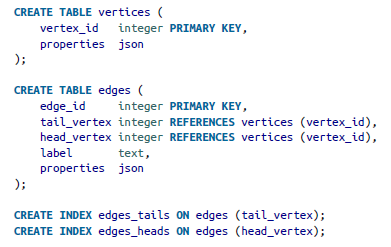 CREATE TABLE vertices (
    vertex_id   integer PRIMARY KEY,
    properties  json
);

CREATE TABLE edges (
    edge_id     integer PRIMARY KEY,
    tail_vertex integer REFERENCES vertices (vertex_id),
    head_vertex integer REFERENCES vertices (vertex_id),
    label       text,
    properties  json
);

CREATE INDEX edges_tails ON edges (tail_vertex);
CREATE INDEX edges_heads ON edges (head_vertex);